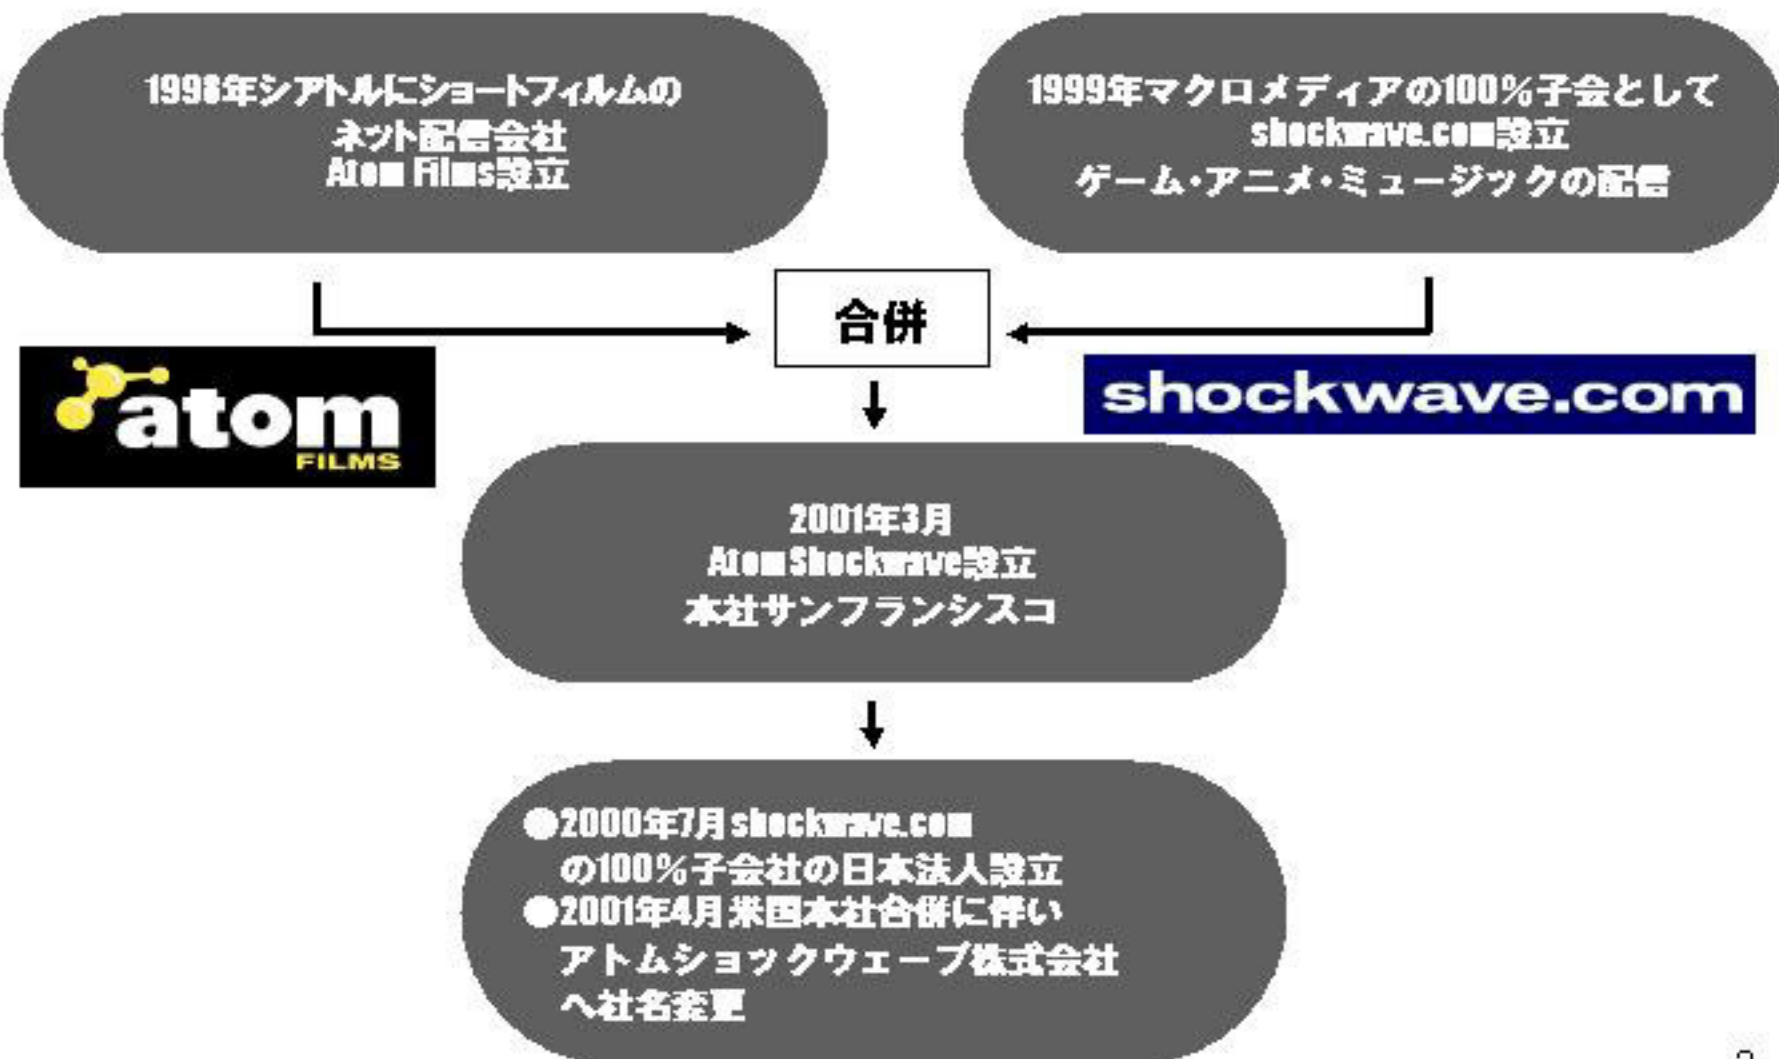 1998年シアトルにショートフィルムの
ネット配信会社
Atom Films設立
1999年マクロメディアの100%子会として
shockwave.com設立
ゲーム・アニメ・ミュージックの配信
合併
atom
FILMS
shockwave.com
2001年3月
AtomShockwave設立
本社サンフランシスコ
●2000年7月shockwave.com
の100%子会社の日本法人設立
●2001年4月米国本社合併に伴い
アトムショックウェーブ株式会社
へ社名変更